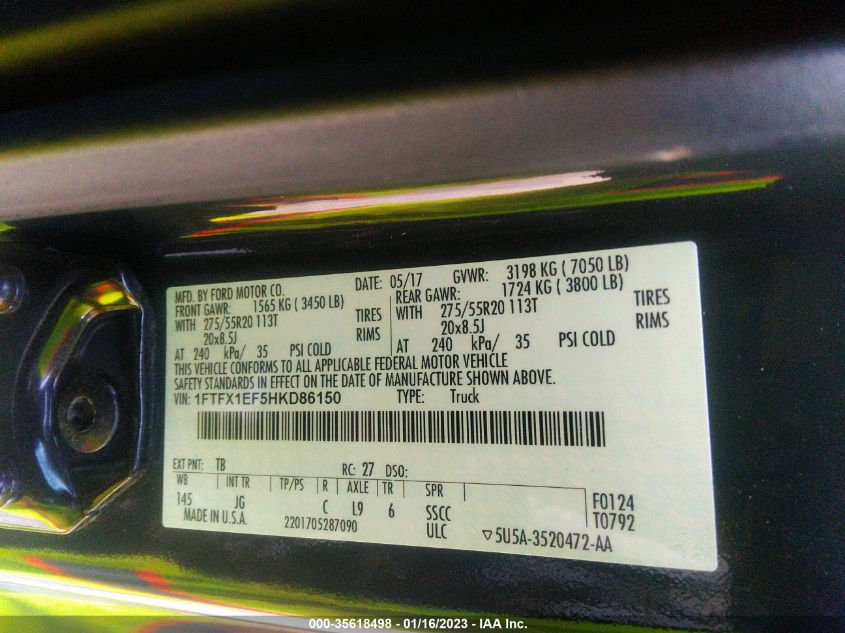 MFD. BY FORD MOTOR CO. DATE: 05/17 GVWR: 3198 KG ( 7050 LB)
FRONT GAWR: 1565 KG ( 3450 LB) REAR GAWR: 1724 KG ( 3800 LB)
WITH 275/55R20 113T TIRES WITH 275/55R20 113T TIRES
20x8.5J RIMS 20x8.5J RIMS
AT 240 kPa/ 35 PSI COLD AT 240 kPa/ 35 PSI COLD
THIS VEHICLE CONFORMS TO ALL APPLICABLE FEDERAL MOTOR VEHICLE
SAFETY STANDARDS IN EFFECT ON THE DATE OF MANUFACTURE SHOWN ABOVE.
VIN: 1FTFX1EF5HKD86150 TYPE: Truck
EXT PNT: TB RC: 27 DSO:
WB INT TR TP/PS R AXLE TR SPR
145 JG C L9 6 SSCC F0124
MADE IN U.S.A. 2201705287090 ULC T0792
▽5U5A-3520472-AA
000-35618498 - 01/16/2023 - IAA Inc.